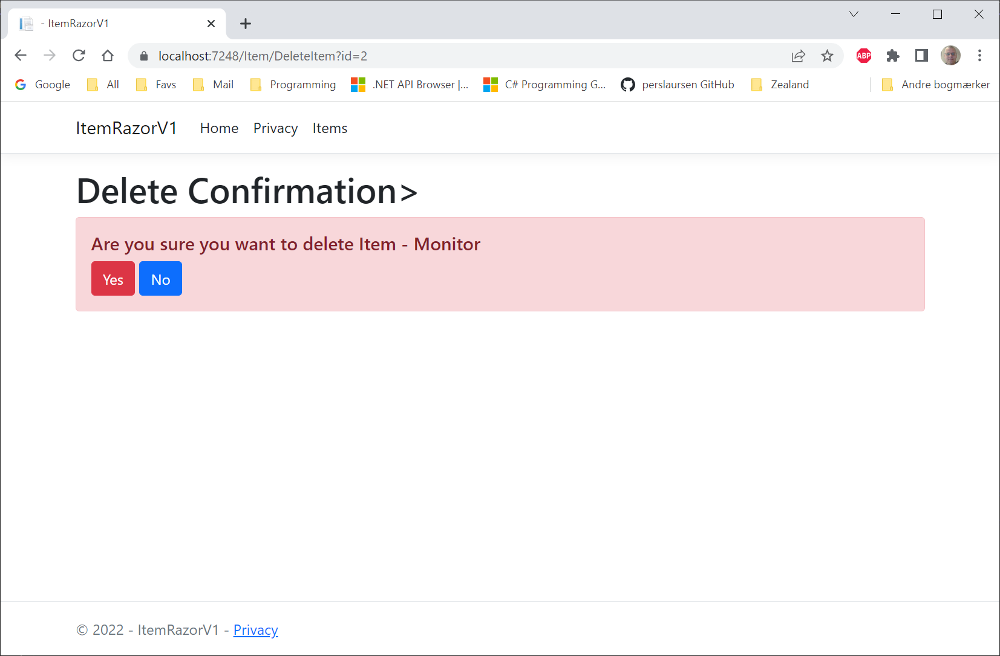 - ItemRazorV1
localhost:7248/Item/DeleteItem?id=2
ABP
Google All Favs Mail Programming .NET API Browser |... C# Programming G... perslaursen GitHub Zealand Andre bogmærker
ItemRazorV1 Home Privacy Items
Delete Confirmation>
Are you sure you want to delete Item - Monitor
Yes No
© 2022 - ItemRazorV1 - Privacy